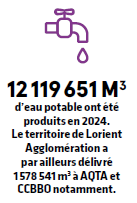 12 119 651 M³
d'eau potable ont été
produits en 2024.
Le territoire de Lorient
Agglomération a
par ailleurs délivré
1 578 541 m³ à AQTA et
CCBBO notamment.